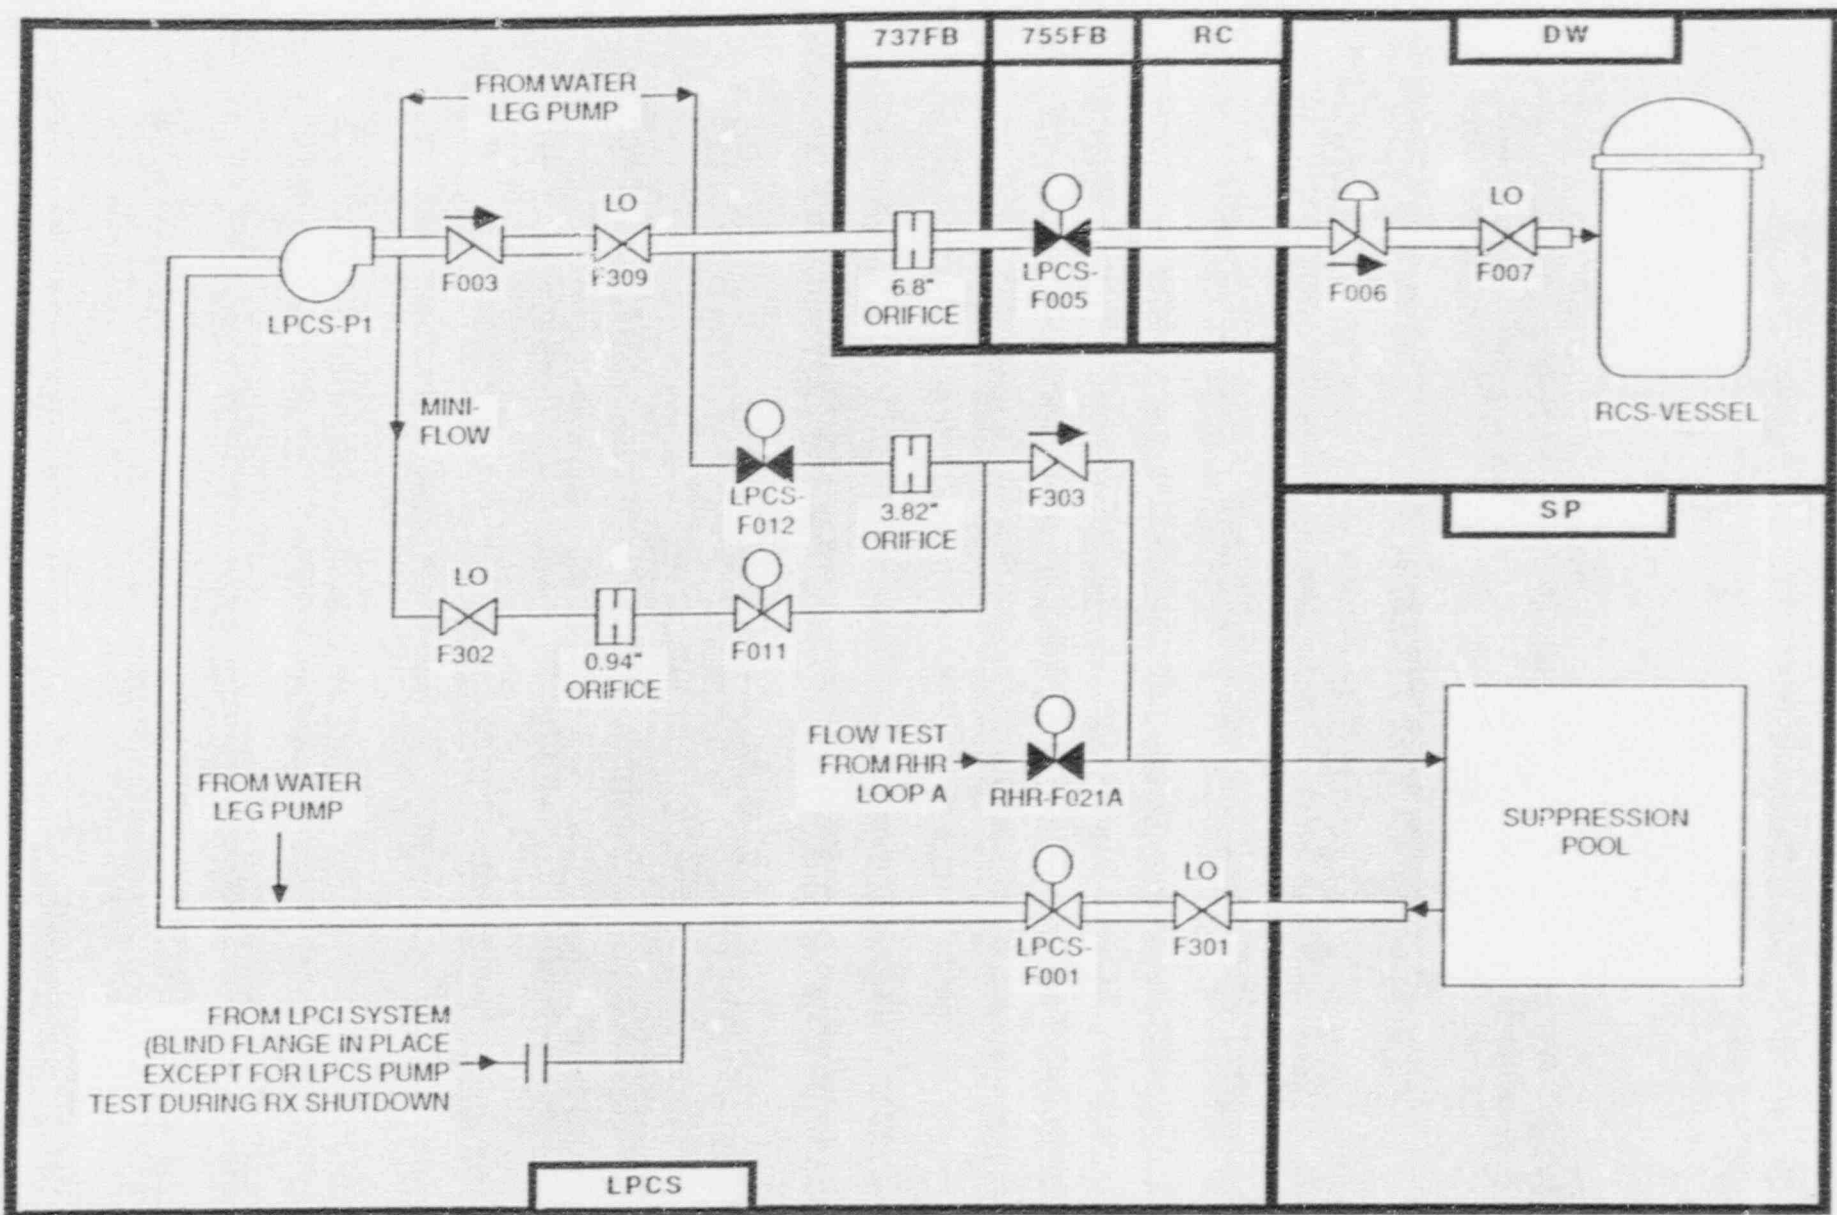 737FB
755FB
RC
DW
FROM WATER
LEG PUMP
LO
F003
F309
LPCS-P1
6.8"
ORIFICE
LPCS-
F005
LO
F006
F007
RCS-VESSEL
MINI-
FLOW
LPCS-
F012
3.82"
ORIFICE
F303
SP
LO
F302
0.94"
ORIFICE
F011
FLOW TEST
FROM RHR
LOOP A
RHR-F021A
FROM WATER
LEG PUMP
SUPPRESSION
POOL
LO
LPCS-
F001
F301
FROM LPCI SYSTEM
(BLIND FLANGE IN PLACE
EXCEPT FOR LPCS PUMP
TEST DURING RX SHUTDOWN
LPCS